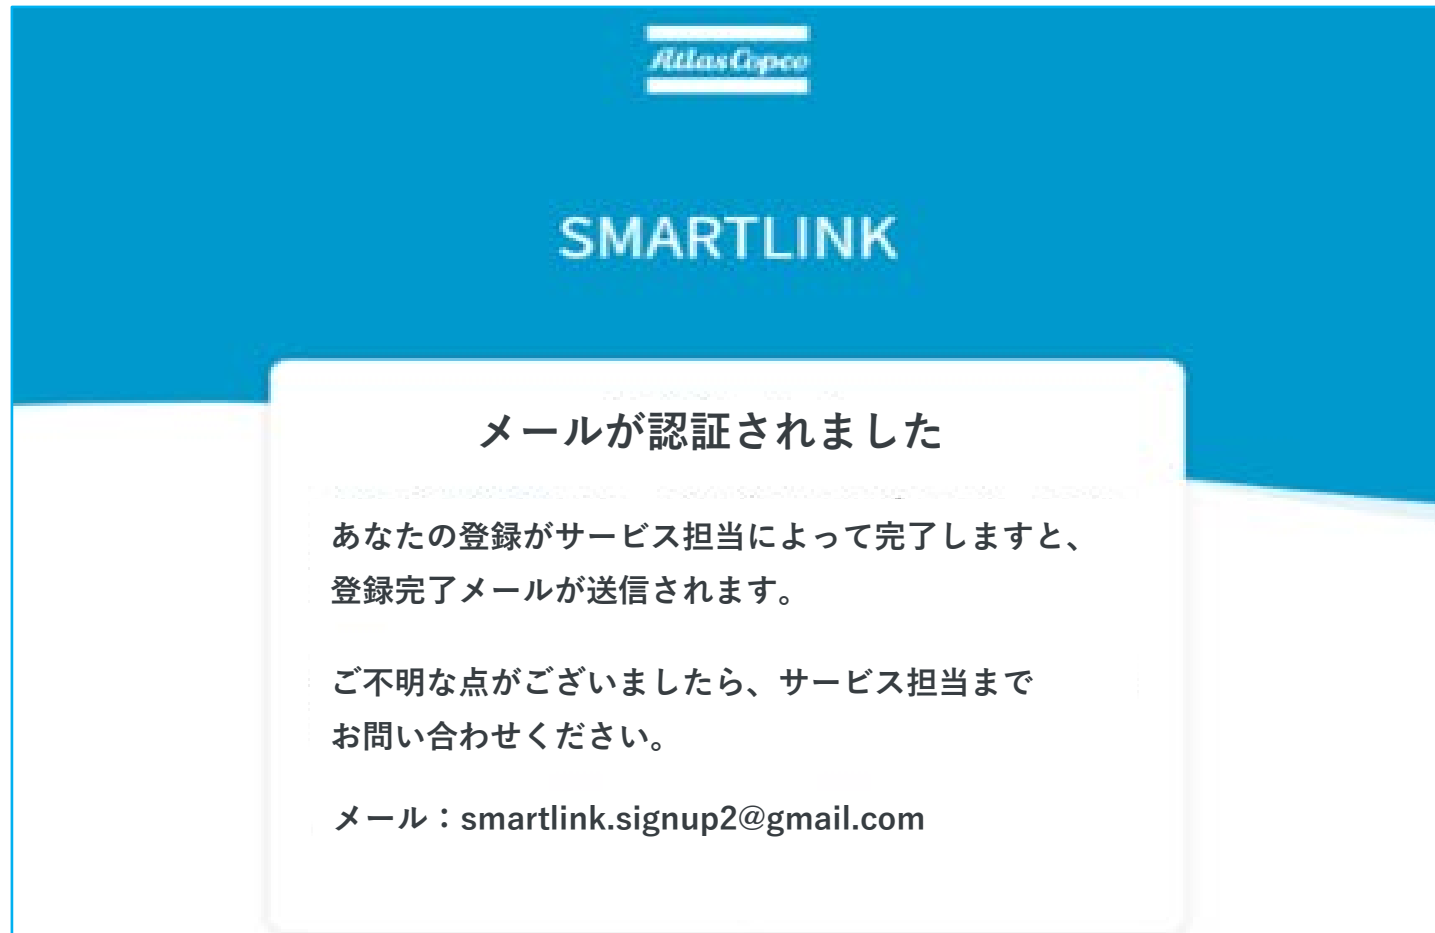 Atlas Copco
SMARTLINK
メールが認証されました
あなたの登録がサービス担当によって完了しますと、
登録完了メールが送信されます。
ご不明な点がございましたら、サービス担当まで
お問い合わせください。
メール：smartlink.signup2@gmail.com